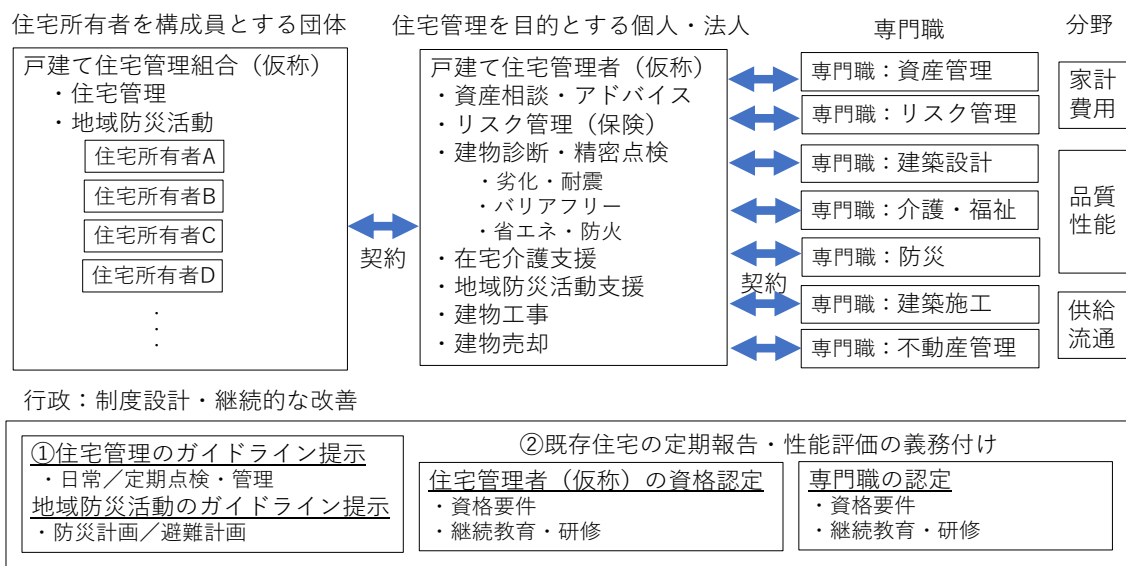 住宅所有者を構成員とする団体
戸建て住宅管理組合（仮称）
・住宅管理
・地域防災活動
住宅所有者A
住宅所有者B
住宅所有者C
住宅所有者D
・
・
・
契約
住宅管理を目的とする個人・法人
戸建て住宅管理者（仮称）
・資産相談・アドバイス
・リスク管理（保険）
・建物診断・精密点検
・劣化・耐震
・バリアフリー
・省エネ・防火
・在宅介護支援
・地域防災活動支援
・建物工事
・建物売却
契約
専門職
専門職：資産管理
専門職：リスク管理
専門職：建築設計
専門職：介護・福祉
専門職：防災
専門職：建築施工
専門職：不動産管理
分野
家計
費用
品質
性能
供給
流通
行政：制度設計・継続的な改善
①住宅管理のガイドライン提示
・日常／定期点検・管理
地域防災活動のガイドライン提示
・防災計画／避難計画
②既存住宅の定期報告・性能評価の義務付け
住宅管理者（仮称）の資格認定
・資格要件
・継続教育・研修
専門職の認定
・資格要件
・継続教育・研修